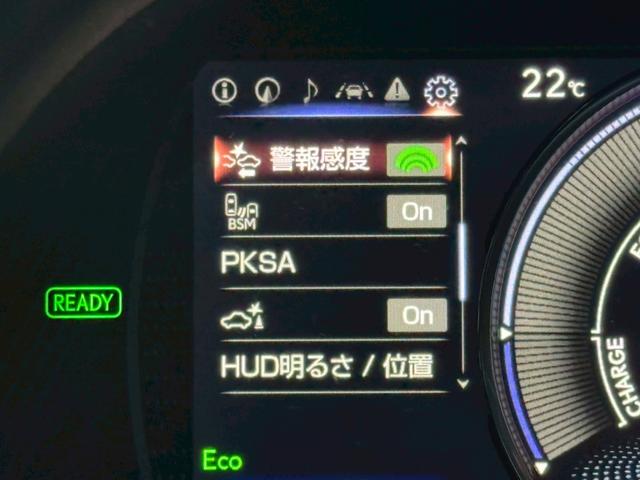 22℃
警報感度
BSM
On
PKSA
On
HUD明るさ / 位置
READY
CHARGE
Eco